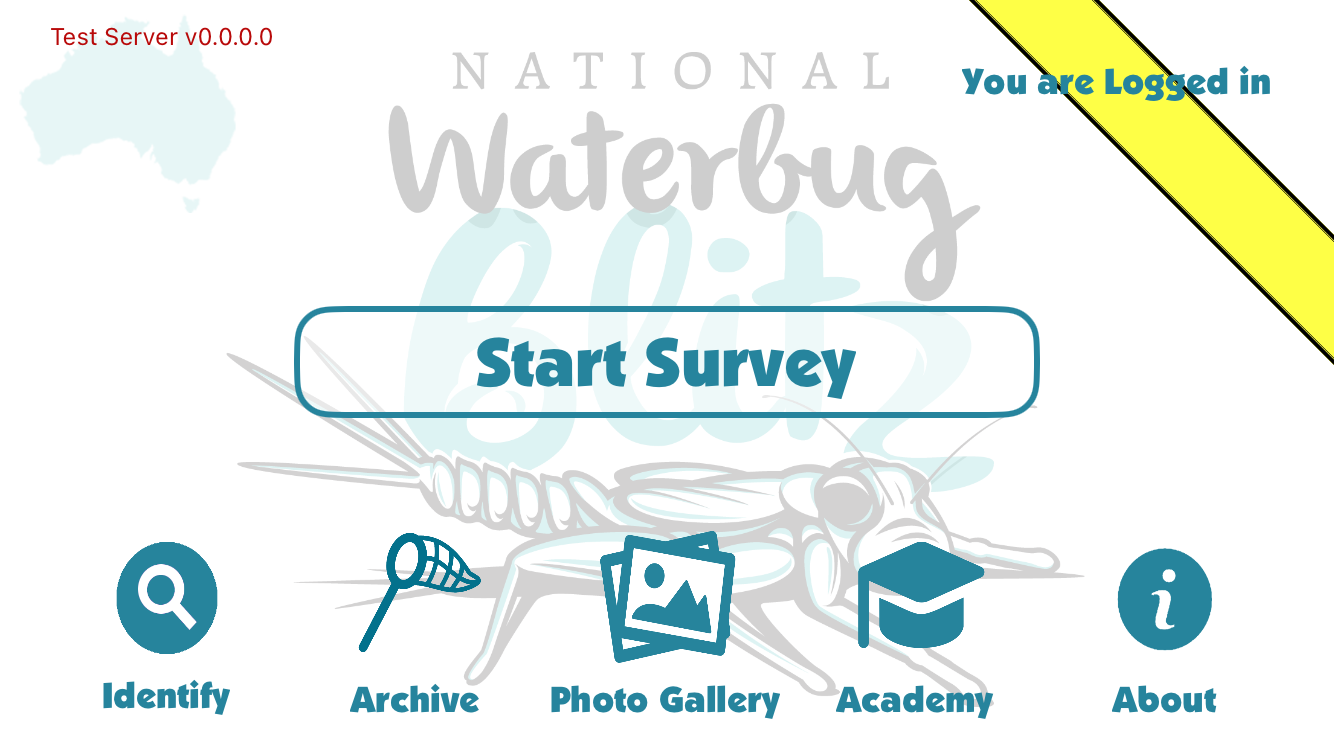 Test Server v0.0.0.0
NATIONAL
You are Logged in
Waterbug
blitz
Start Survey
Identify
Archive
Photo Gallery
Academy
About